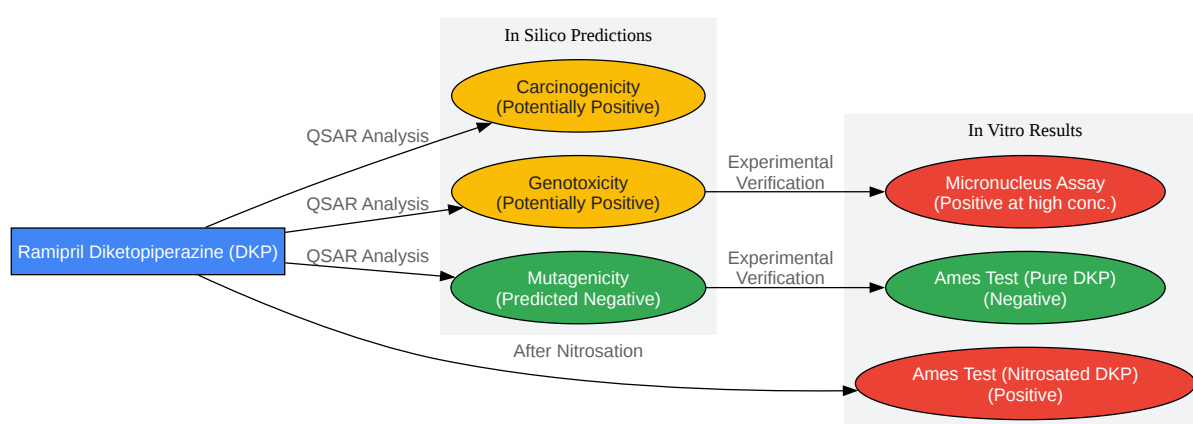 In Silico Predictions
Carcinogenicity
(Potentially Positive)
QSAR Analysis
In Vitro Results
Experimental
Verification
Genotoxicity
(Potentially Positive)
Micronucleus Assay
(Positive at high conc.)
QSAR Analysis
Ramipril Diketopiperazine (DKP)
QSAR Analysis
Experimental
Verification
Mutagenicity
(Predicted Negative)
Ames Test (Pure DKP)
(Negative)
After Nitrosation
Ames Test (Nitrosated DKP)
(Positive)